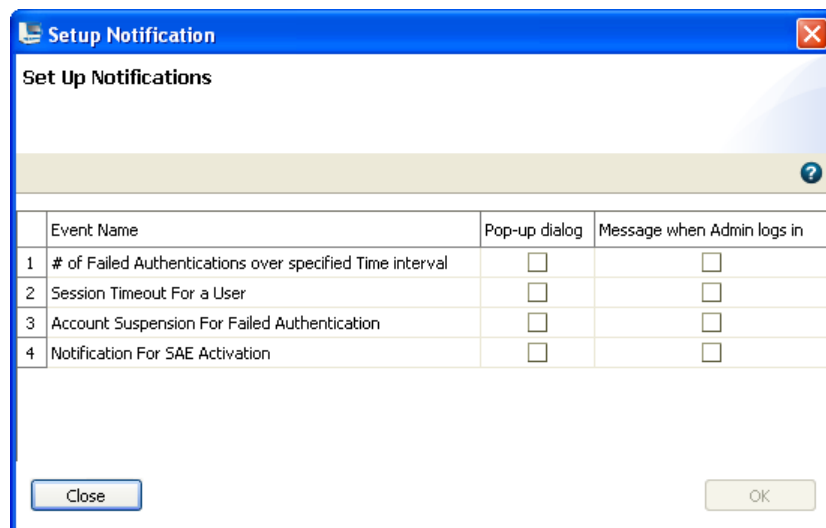 Setup Notification
Set Up Notifications
?
Event Name Pop-up dialog Message when Admin logs in
1 # of Failed Authentications over specified Time interval
2 Session Timeout For a User
3 Account Suspension For Failed Authentication
4 Notification For SAE Activation
Close OK